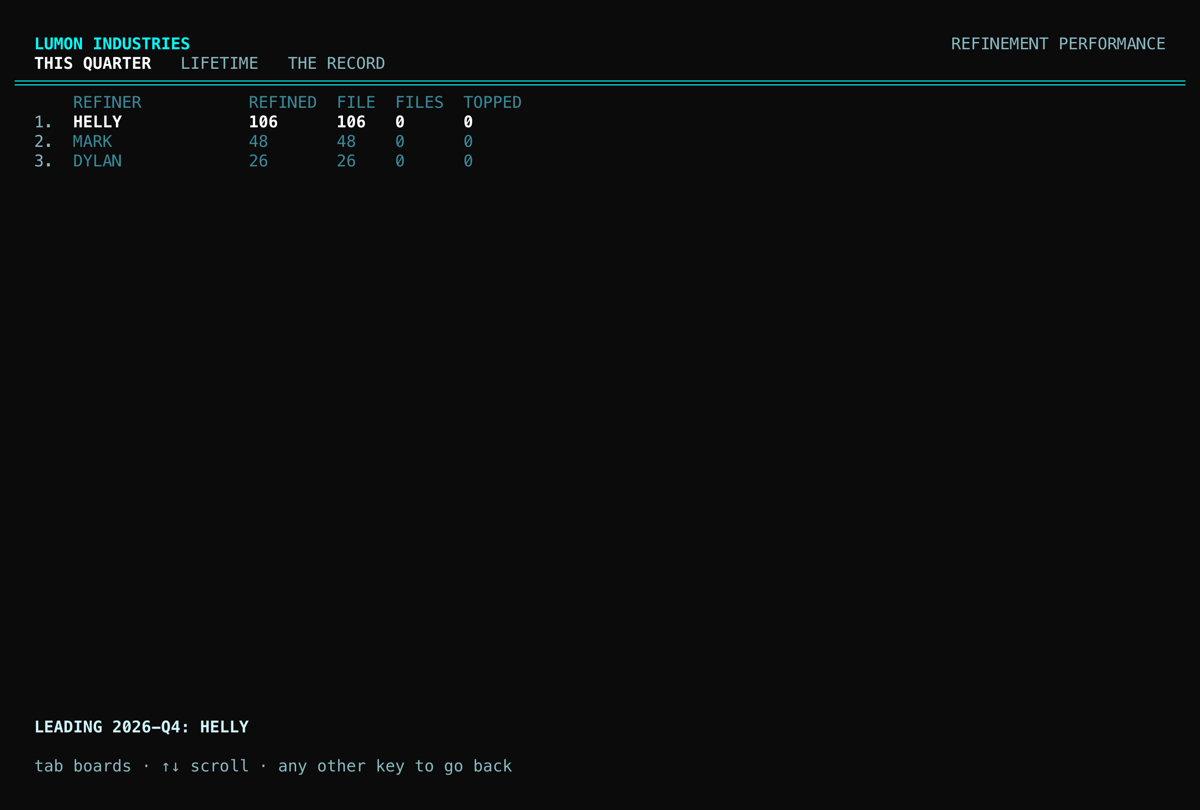 LUMON INDUSTRIES REFINEMENT PERFORMANCE
THIS QUARTER LIFETIME THE RECORD
REFINER REFINED FILE FILES TOPPED
1. HELLY 106 106 0 0
2. MARK 48 48 0 0
3. DYLAN 26 26 0 0
LEADING 2026-Q4: HELLY
tab boards · ↑↓ scroll · any other key to go back